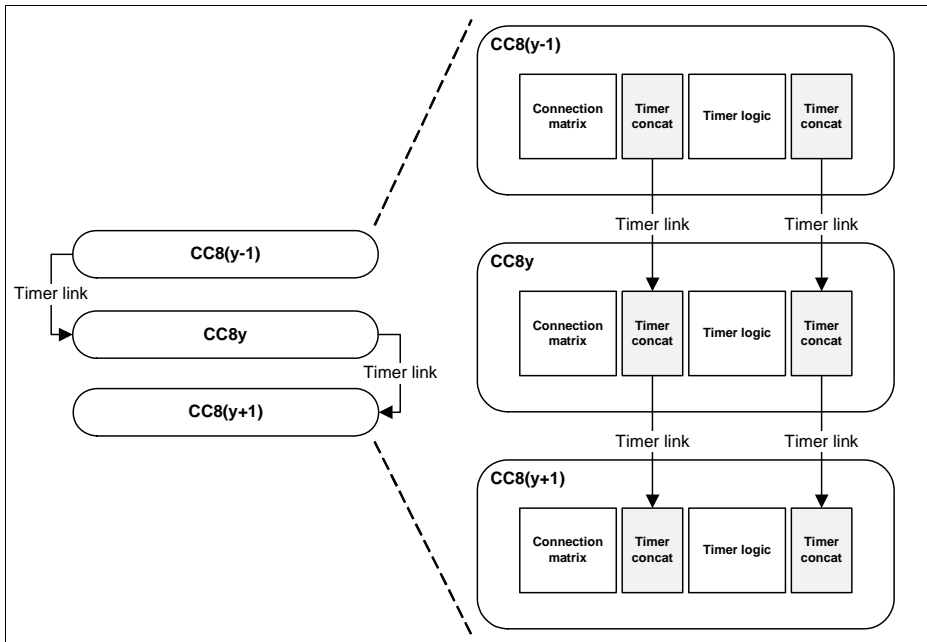 CC8(y-1)
Timer link
CC8y
Timer link
CC8(y+1)
CC8(y-1)
Connection
matrix
Timer
concat
Timer logic
Timer
concat
Timer link
Timer link
CC8y
Connection
matrix
Timer
concat
Timer logic
Timer
concat
Timer link
Timer link
CC8(y+1)
Connection
matrix
Timer
concat
Timer logic
Timer
concat